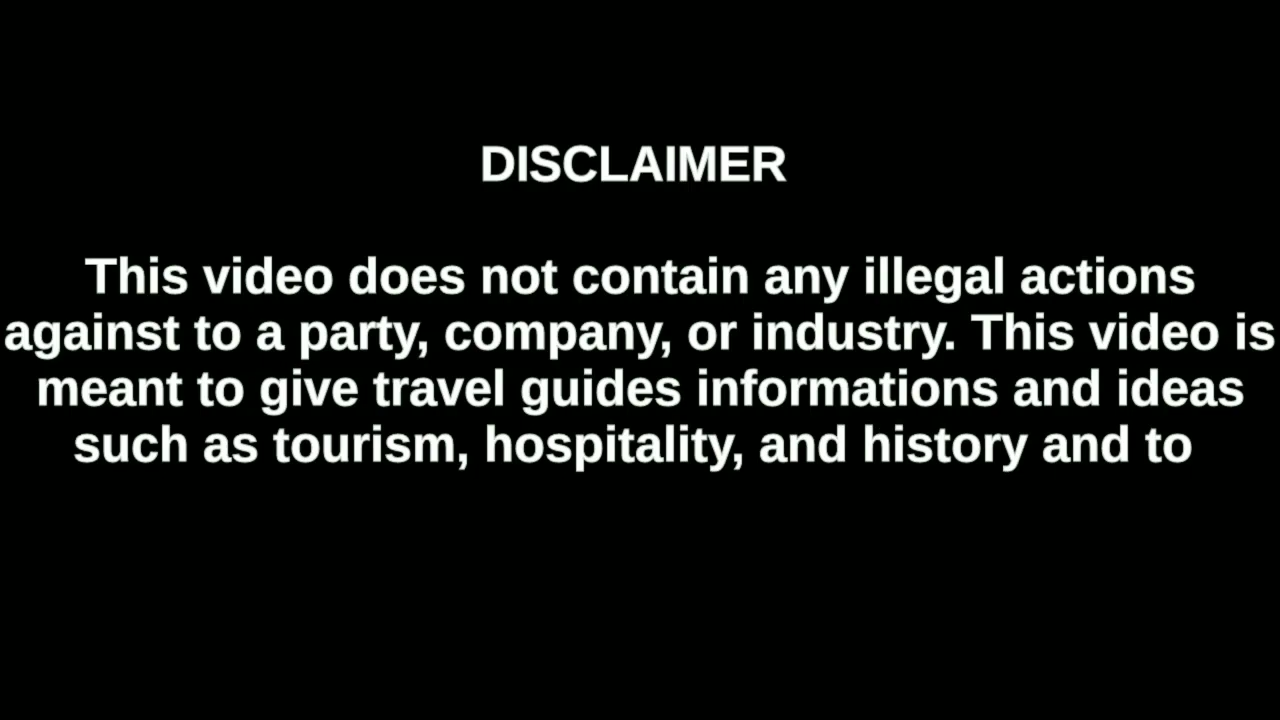 DISCLAIMER
This video does not contain any illegal actions
against to a party, company, or industry. This video is
meant to give travel guides informations and ideas
such as tourism, hospitality, and history and to